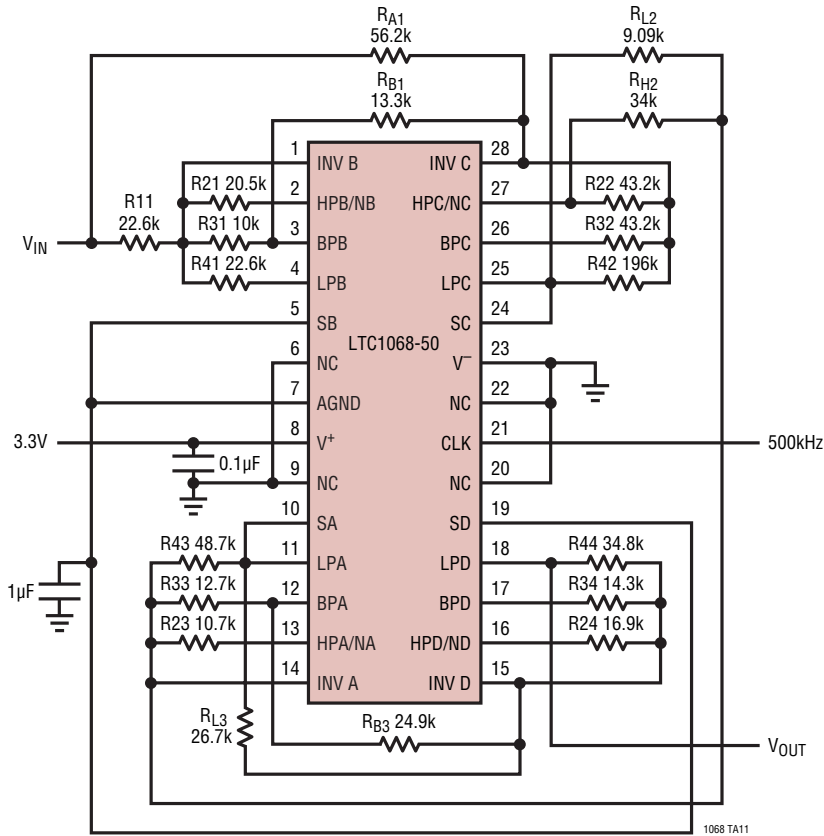 RA1
56.2k
RL2
9.09k
RB1
13.3k
RH2
34k
1
INV B
INV C
28
R21 20.5k
2
HPB/NB
HPC/NC
27
R22 43.2k
R11
22.6k
R31 10k
3
BPB
BPC
26
R32 43.2k
VIN
R41 22.6k
4
LPB
LPC
25
R42 196k
5
SB
SC
24
LTC1068-50
6
NC
V–
23
7
AGND
NC
22
3.3V
8
V+
CLK
21
500kHz
0.1µF
9
NC
NC
20
10
SA
SD
19
R43 48.7k
11
LPA
LPD
18
R44 34.8k
1µF
R33 12.7k
12
BPA
BPD
17
R34 14.3k
R23 10.7k
13
HPA/NA
HPD/ND
16
R24 16.9k
14
INV A
INV D
15
RL3
26.7k
RB3 24.9k
VOUT
1068 TA11